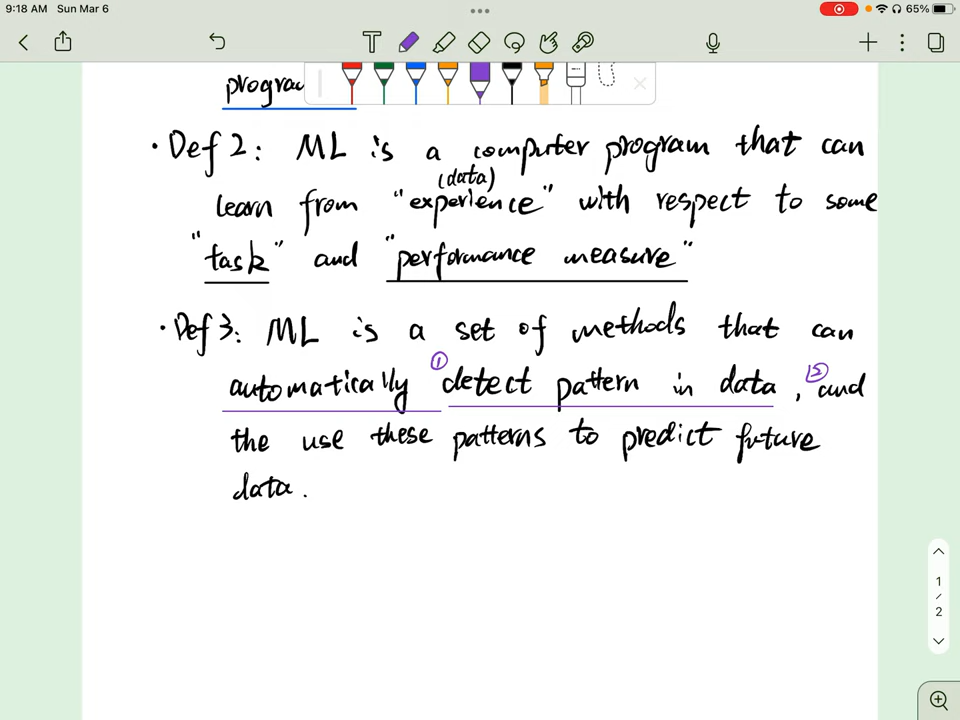 9:18 AM Sun Mar 6
65%
T
progra
· Def 2: ML is a computer program that can
(data)
learn from "experience" with respect to some
"task" and "performance measure"
· Def 3: ML is a set of methods that can
automatically ① detect pattern in data, ② and
the use these patterns to predict future
data.
1
/
2